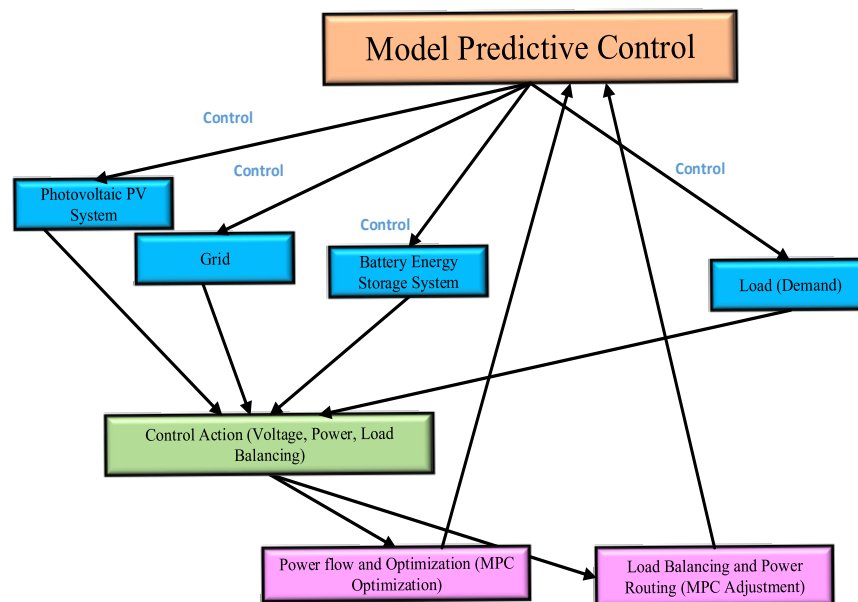 Model Predictive Control
Control
Control
Control
Control
Photovoltaic PV
System
Grid
Battery Energy
Storage System
Load (Demand)
Control Action (Voltage, Power, Load
Balancing)
Power flow and Optimization (MPC
Optimization)
Load Balancing and Power
Routing (MPC Adjustment)